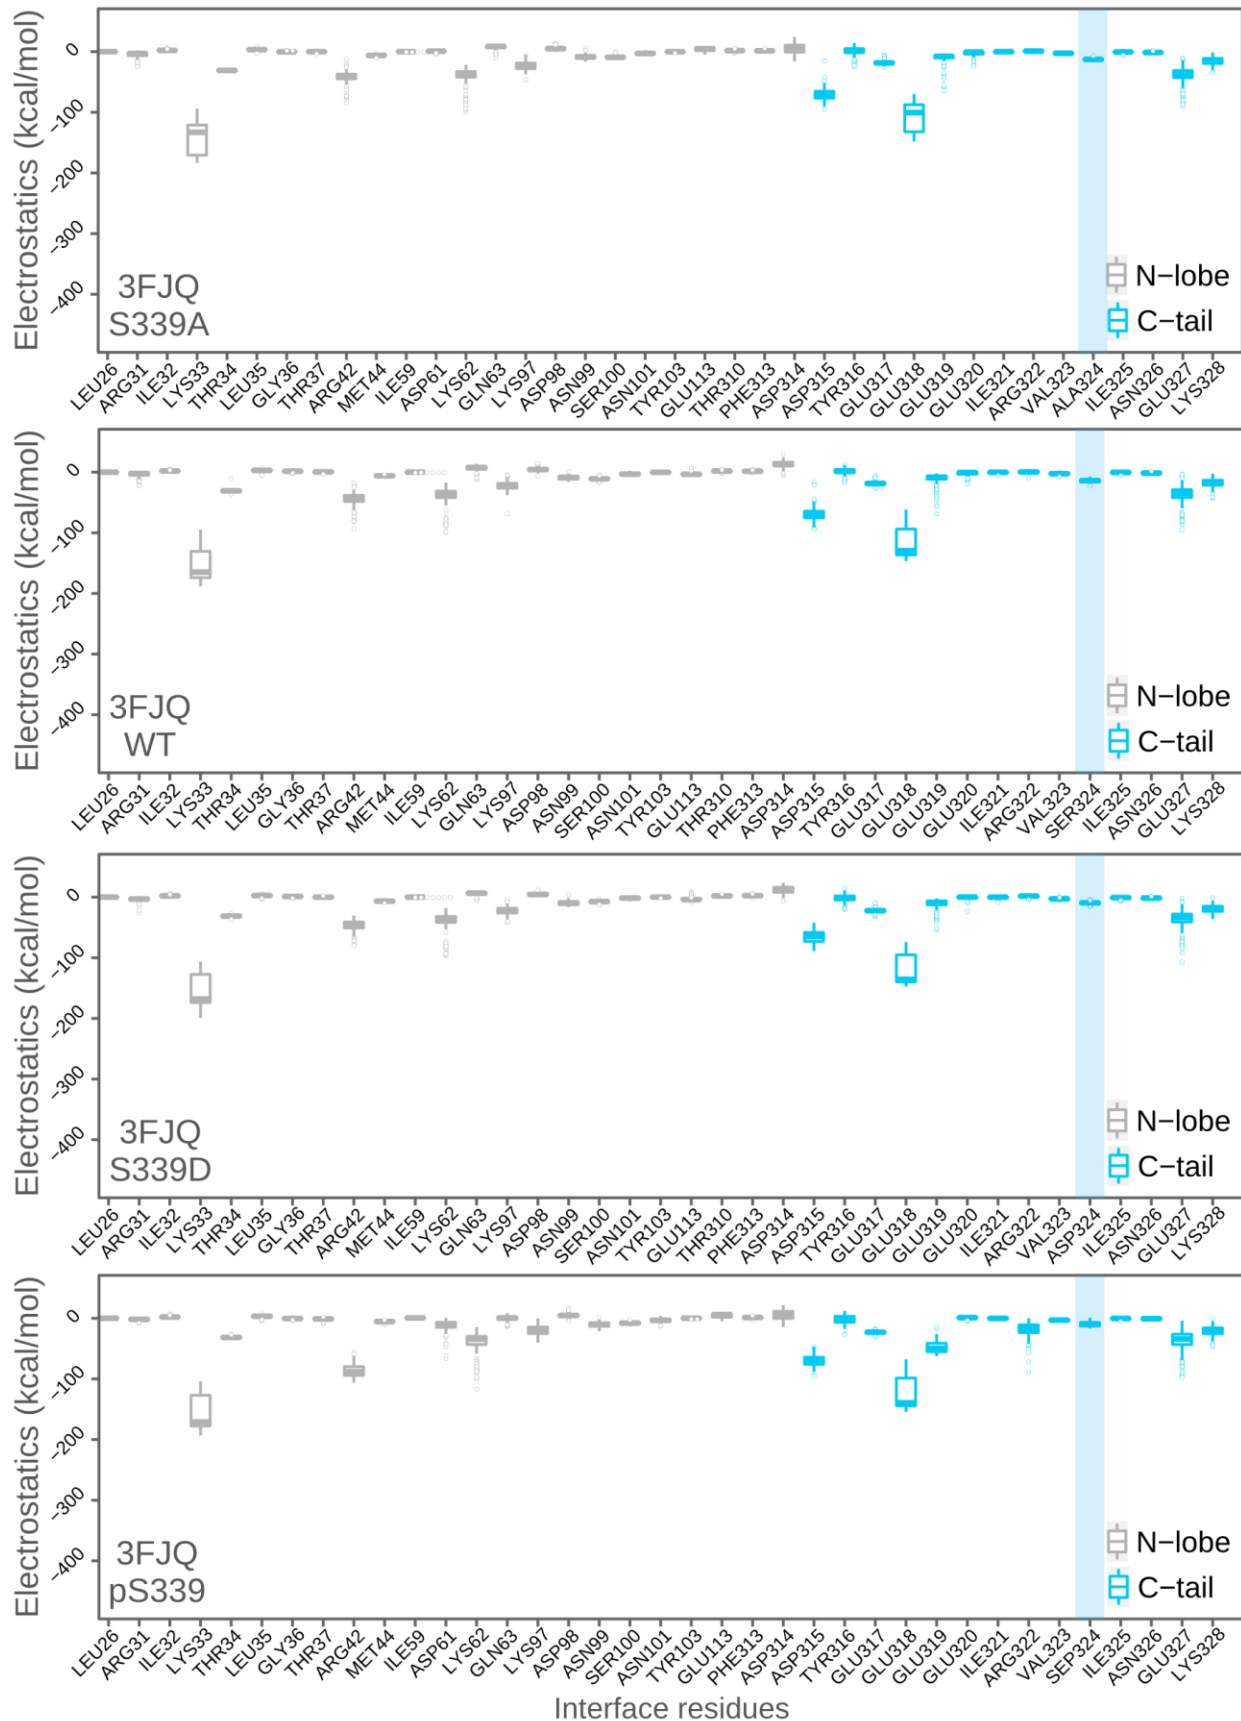 Electrostatics (kcal/mol)
0
−100
−200
−300
−400
3FJQ
S339A
N−lobe
C−tail
LEU26 ARG31 ILE32 LYS33 THR34 LEU35 GLY36 THR37 ARG42 MET44 ILE59 ASP61 LYS62 GLN63 LYS97 ASP98 ASN99 SER100 ASN101 TYR103 GLU113 THR310 PHE313 ASP314 ASP315 TYR316 GLU317 GLU318 GLU319 GLU320 ILE321 ARG322 VAL323 ALA324 ILE325 ASN326 GLU327 LYS328
Electrostatics (kcal/mol)
0
−100
−200
−300
−400
3FJQ
WT
N−lobe
C−tail
LEU26 ARG31 ILE32 LYS33 THR34 LEU35 GLY36 THR37 ARG42 MET44 ILE59 LYS62 GLN63 LYS97 ASP98 ASN99 SER100 ASN101 TYR103 GLU113 THR310 PHE313 ASP314 ASP315 TYR316 GLU317 GLU318 GLU319 GLU320 ILE321 ARG322 VAL323 SER324 ILE325 ASN326 GLU327 LYS328
Electrostatics (kcal/mol)
0
−100
−200
−300
−400
3FJQ
S339D
N−lobe
C−tail
LEU26 ARG31 ILE32 LYS33 THR34 LEU35 GLY36 THR37 ARG42 MET44 ILE59 LYS62 GLN63 LYS97 ASP98 ASN99 SER100 ASN101 TYR103 GLU113 THR310 PHE313 ASP314 ASP315 TYR316 GLU317 GLU318 GLU319 GLU320 ILE321 ARG322 VAL323 ASP324 ILE325 ASN326 GLU327 LYS328
Electrostatics (kcal/mol)
0
−100
−200
−300
−400
3FJQ
pS339
N−lobe
C−tail
LEU26 ARG31 ILE32 LYS33 THR34 LEU35 GLY36 THR37 ARG42 MET44 ILE59 ASP61 LYS62 GLN63 LYS97 ASP98 ASN99 SER100 ASN101 TYR103 GLU113 PHE313 ASP314 ASP315 TYR316 GLU317 GLU318 GLU319 GLU320 ILE321 ARG322 VAL323 SEP324 ILE325 ASN326 GLU327 LYS328
Interface residues